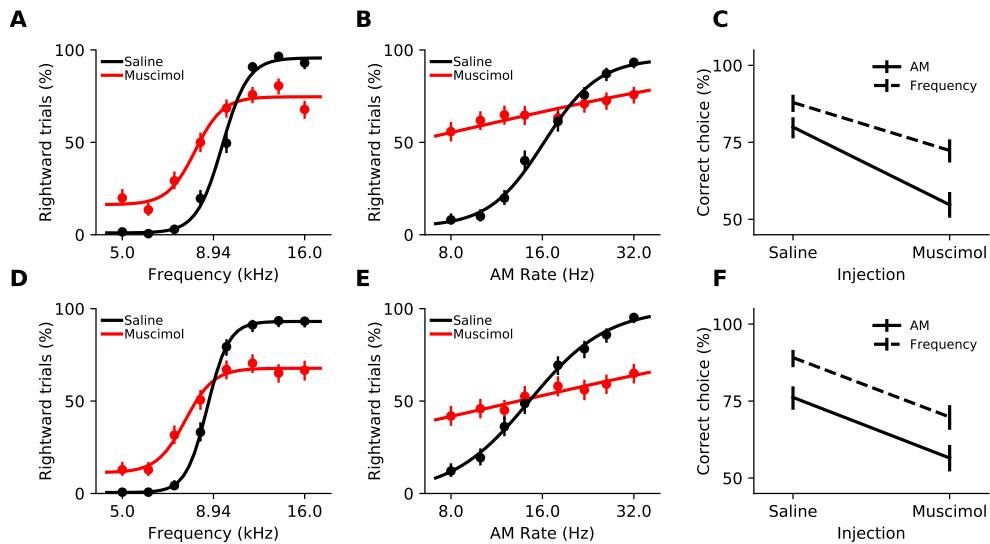 A
Rightward trials (%)
100
50
0
Saline
Muscimol
5.0 8.94 16.0
Frequency (kHz)
B
Rightward trials (%)
100
50
0
Saline
Muscimol
8.0 16.0 32.0
AM Rate (Hz)
C
Correct choice (%)
100
75
50
AM
Frequency
Saline Muscimol
Injection
D
Rightward trials (%)
100
50
0
Saline
Muscimol
5.0 8.94 16.0
Frequency (kHz)
E
Rightward trials (%)
100
50
0
Saline
Muscimol
8.0 16.0 32.0
AM Rate (Hz)
F
Correct choice (%)
100
75
50
AM
Frequency
Saline Muscimol
Injection